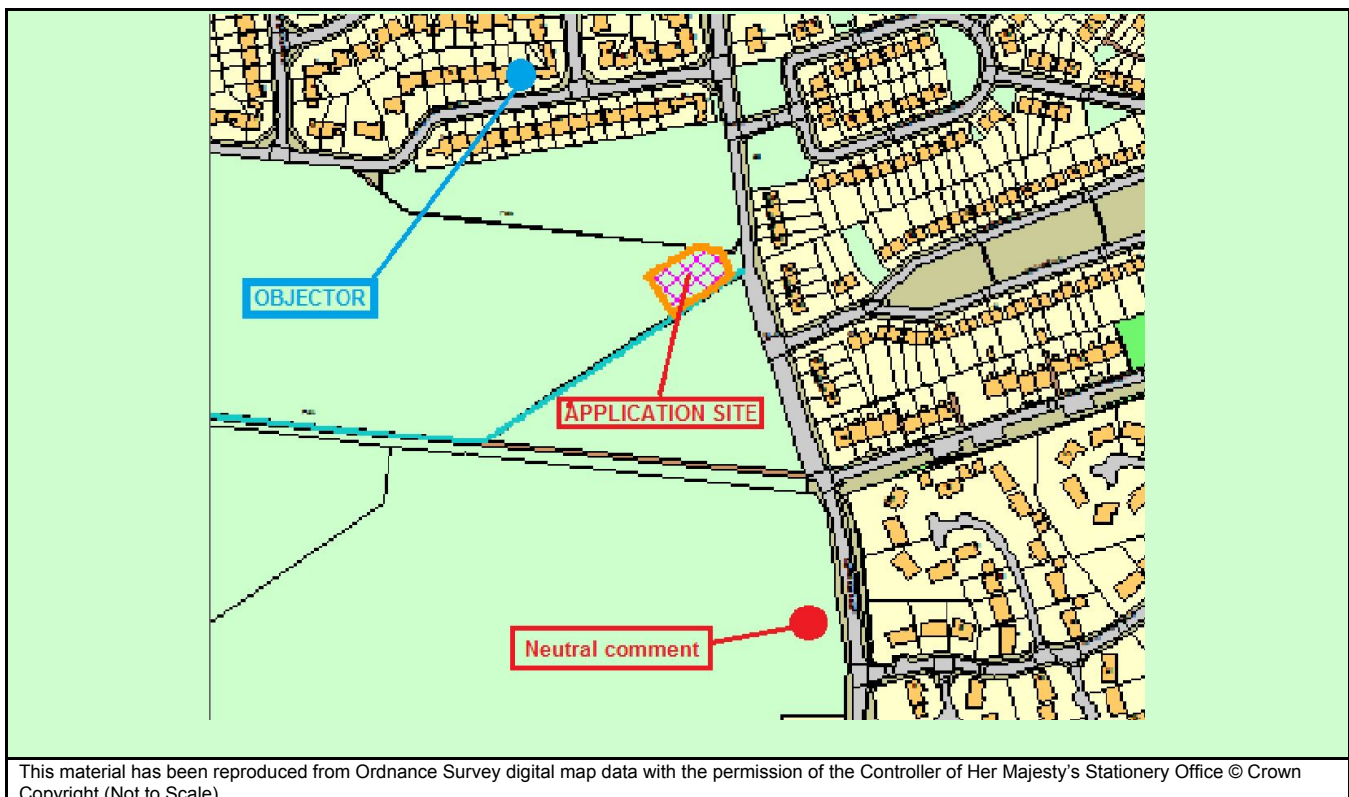 OBJECTOR
APPLICATION SITE
Neutral comment
This material has been reproduced from Ordnance Survey digital map data with the permission of the Controller of Her Majesty's Stationery Office © Crown
Copyright (Not to Scale)